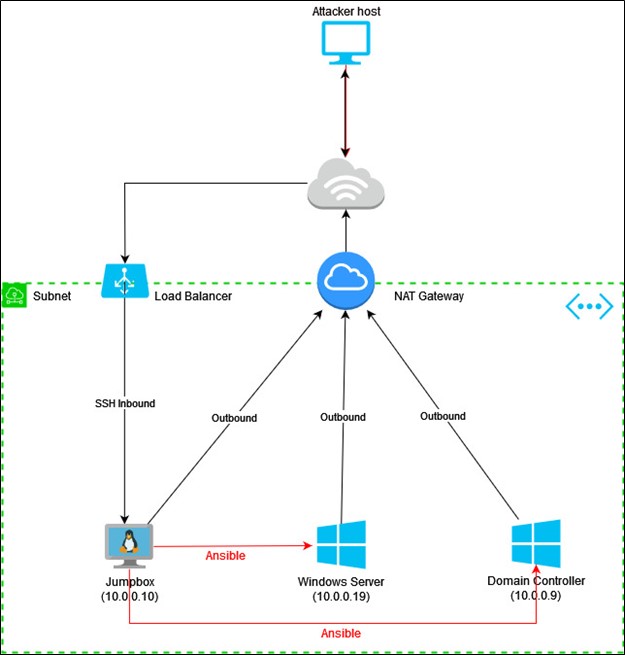 Attacker host
Subnet
Load Balancer
NAT Gateway
SSH Inbound
Outbound
Outbound
Outbound
Ansible
Jumpbox
(10.0.0.10)
Windows Server
(10.0.0.19)
Domain Controller
(10.0.0.9)
Ansible